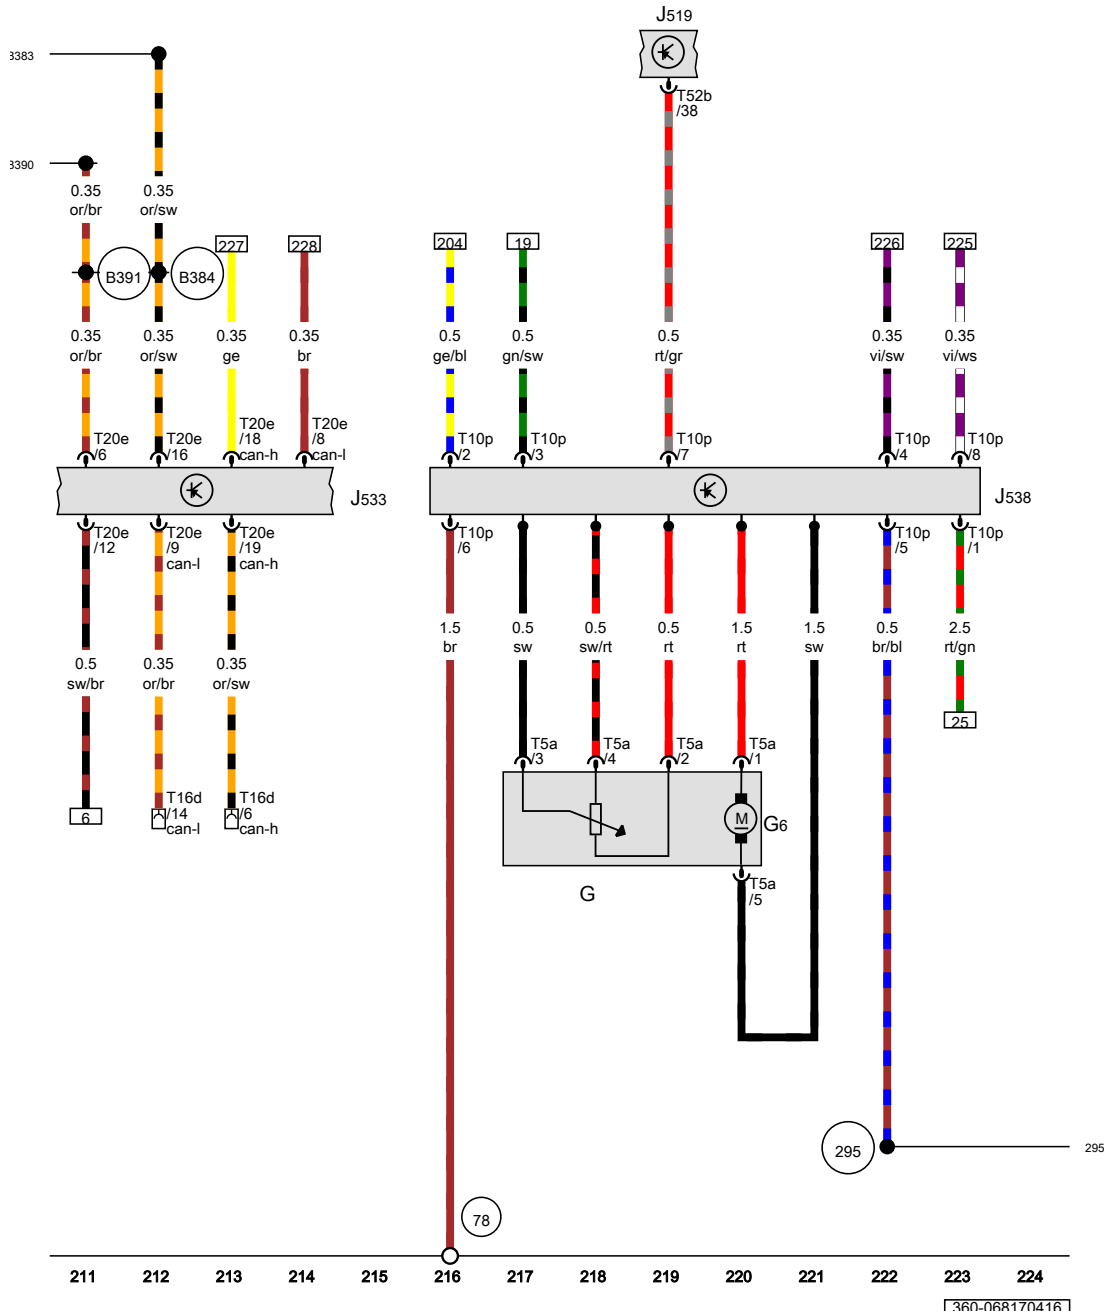 J519
T52b
/38
B383
B390
0.35
or/br
0.35
or/sw
B391
B384
227
228
204
19
226
225
0.35
or/br
0.35
or/sw
0.35
ge
0.35
br
0.5
ge/bl
0.5
gn/sw
0.5
rt/gr
0.35
vi/sw
0.35
vi/ws
T20e
/6
T20e
/16
T20e
/18
can-h
T20e
/8
can-l
T10p
/2
T10p
/3
T10p
/7
T10p
/4
T10p
/8
J533
J538
T20e
/12
T20e
/9
can-l
T20e
/19
can-h
T10p
/6
T10p
/5
T10p
/1
0.5
sw/br
0.35
or/br
0.35
or/sw
1.5
br
0.5
sw
0.5
sw/rt
0.5
rt
1.5
rt
1.5
sw
0.5
br/bl
2.5
rt/gn
25
6
T16d
/14
can-l
T16d
/6
can-h
T5a
/3
T5a
/4
T5a
/2
T5a
/1
M
G6
G
T5a
/5
295
295
78
211 212 213 214 215 216 217 218 219 220 221 222 223 224
360-068170416